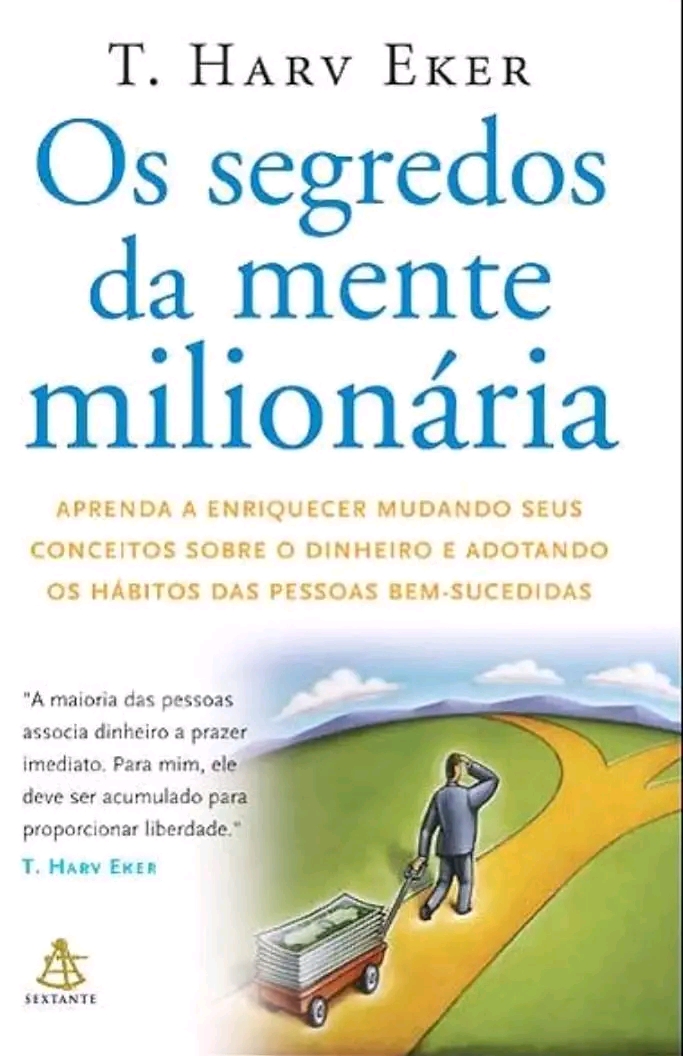 T. Harv Eker
Os segredos
da mente
milionária
APRENDA A ENRIQUECER MUDANDO SEUS
CONCEITOS SOBRE O DINHEIRO E ADOTANDO
OS HÁBITOS DAS PESSOAS BEM-SUCEDIDAS
"A maioria das pessoas
associa dinheiro a prazer
imediato. Para mim, ele
deve ser acumulado para
proporcionar liberdade."
T. Harv Eker
SEXTANTE